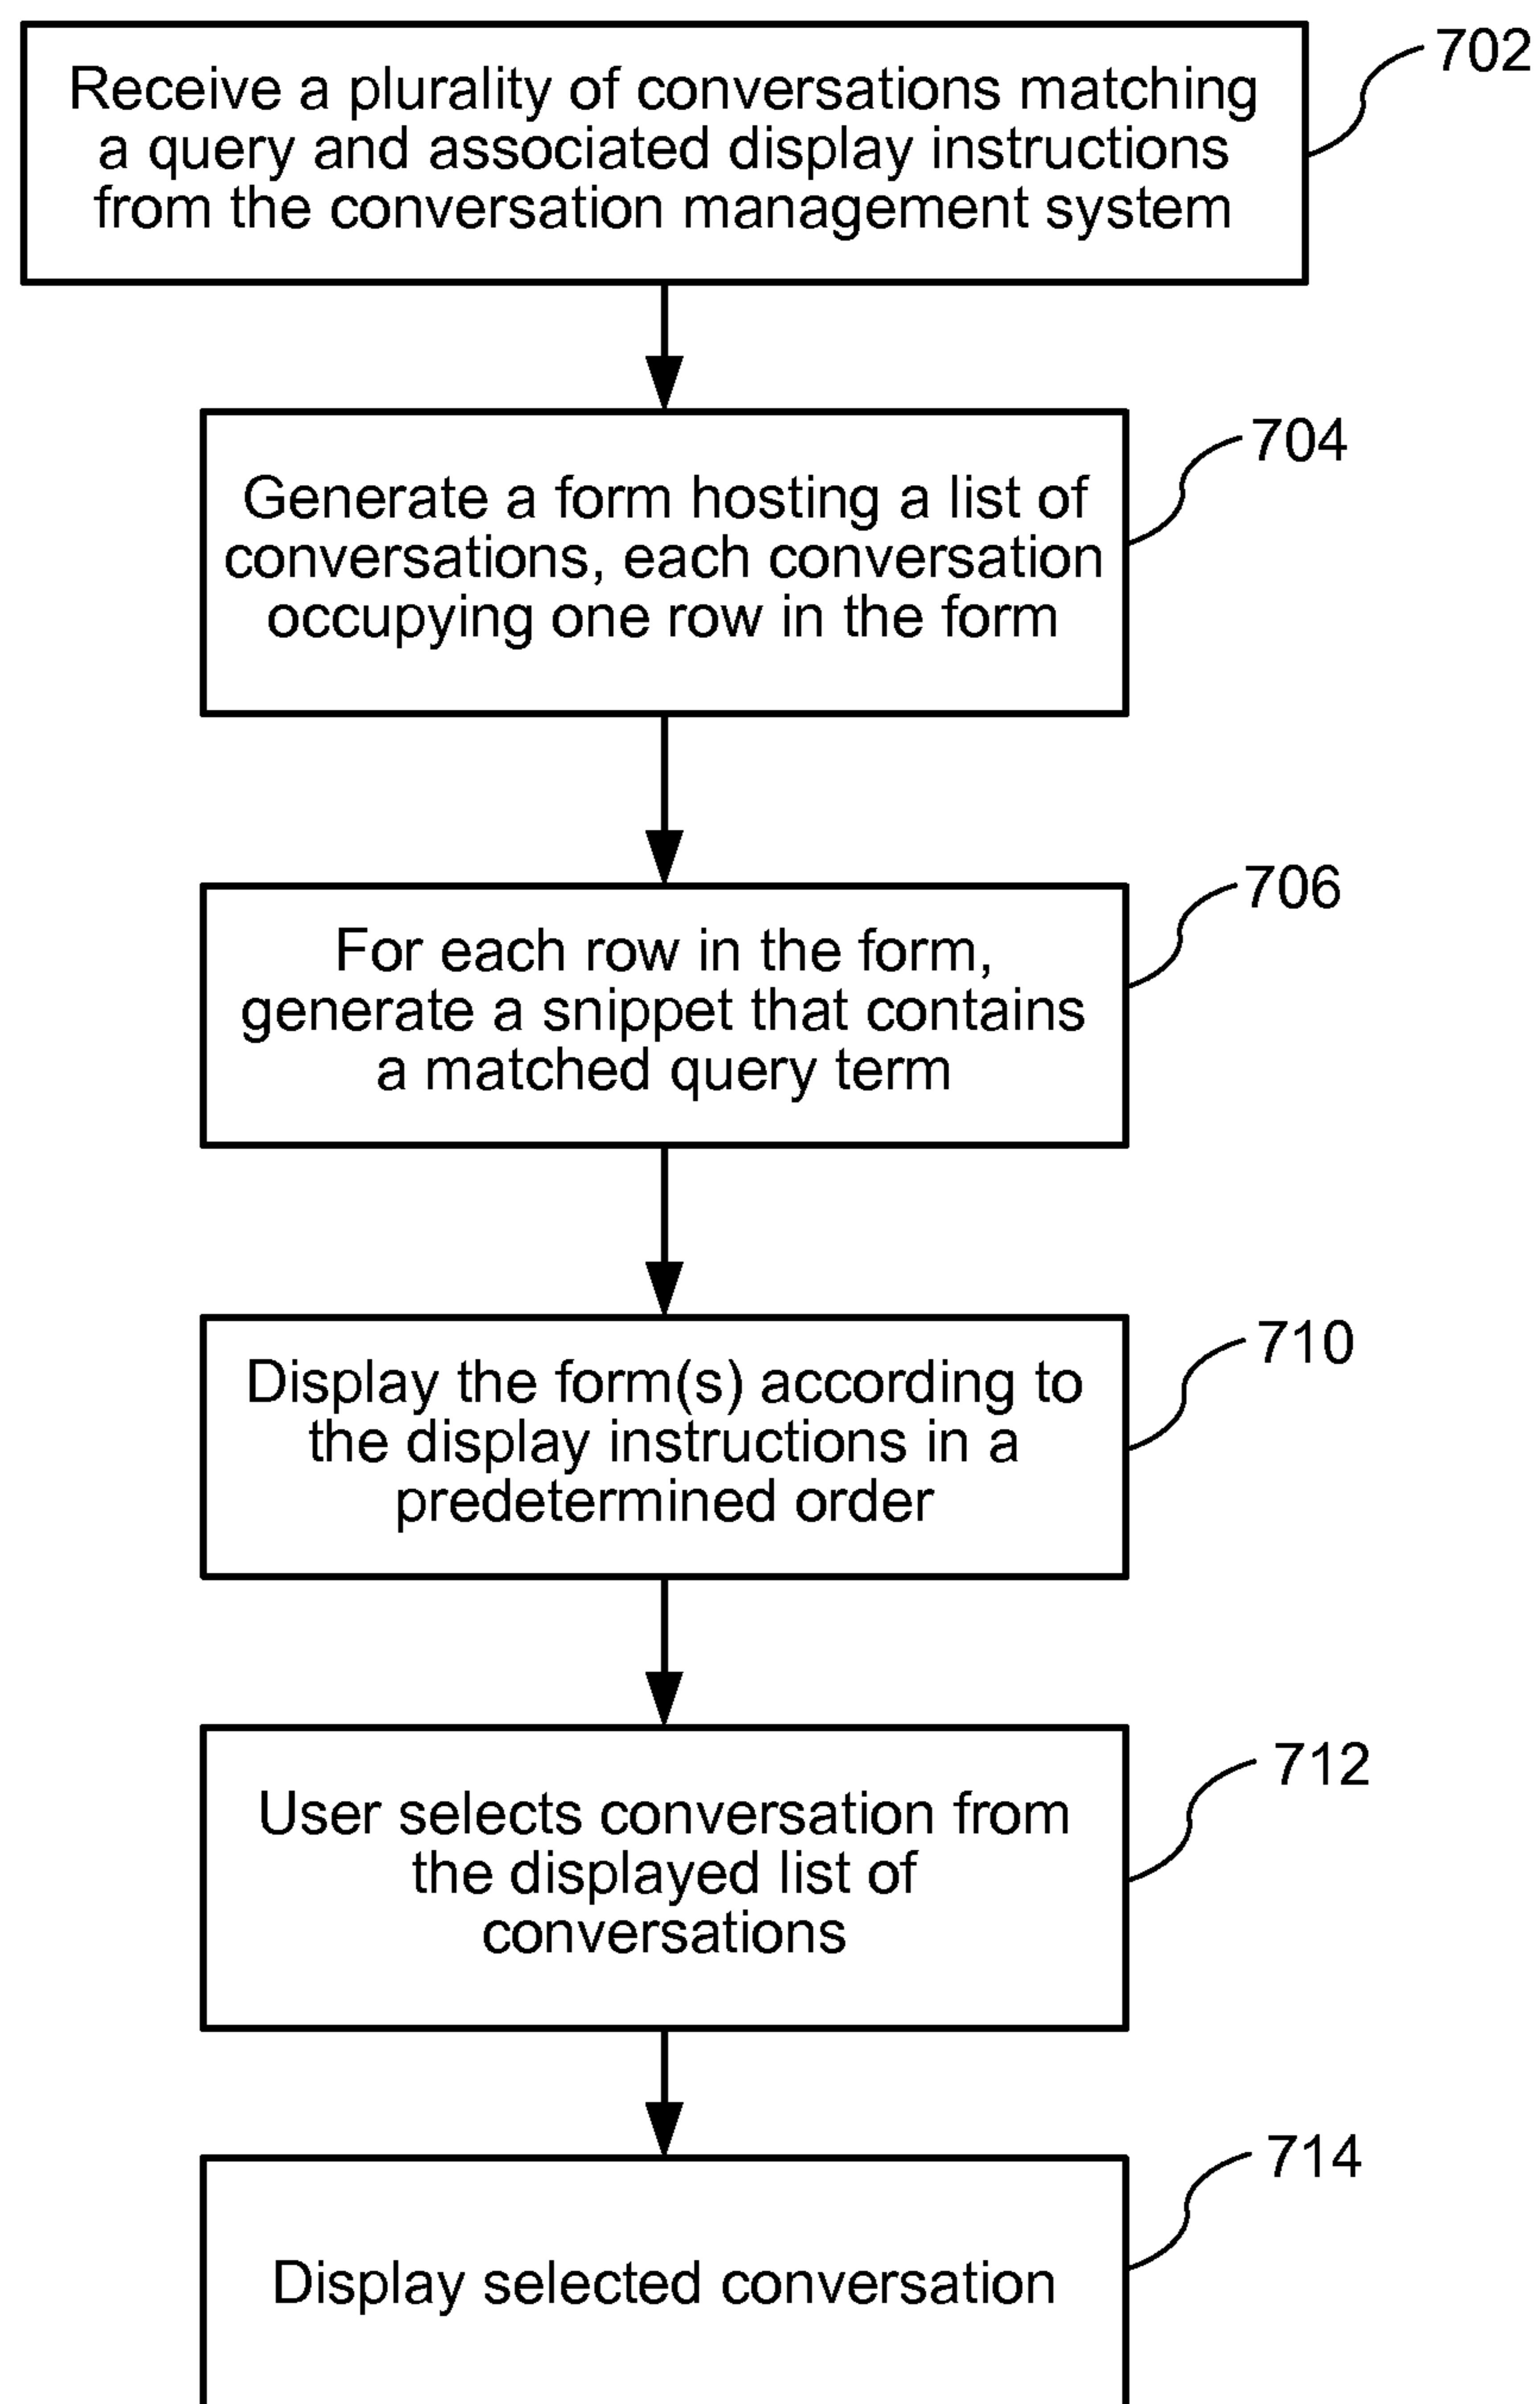 702
Receive a plurality of conversations matching
a query and associated display instructions
from the conversation management system
704
Generate a form hosting a list of
conversations, each conversation
occupying one row in the form
706
For each row in the form,
generate a snippet that contains
a matched query term
710
Display the form(s) according to
the display instructions in a
predetermined order
712
User selects conversation from
the displayed list of
conversations
714
Display selected conversation